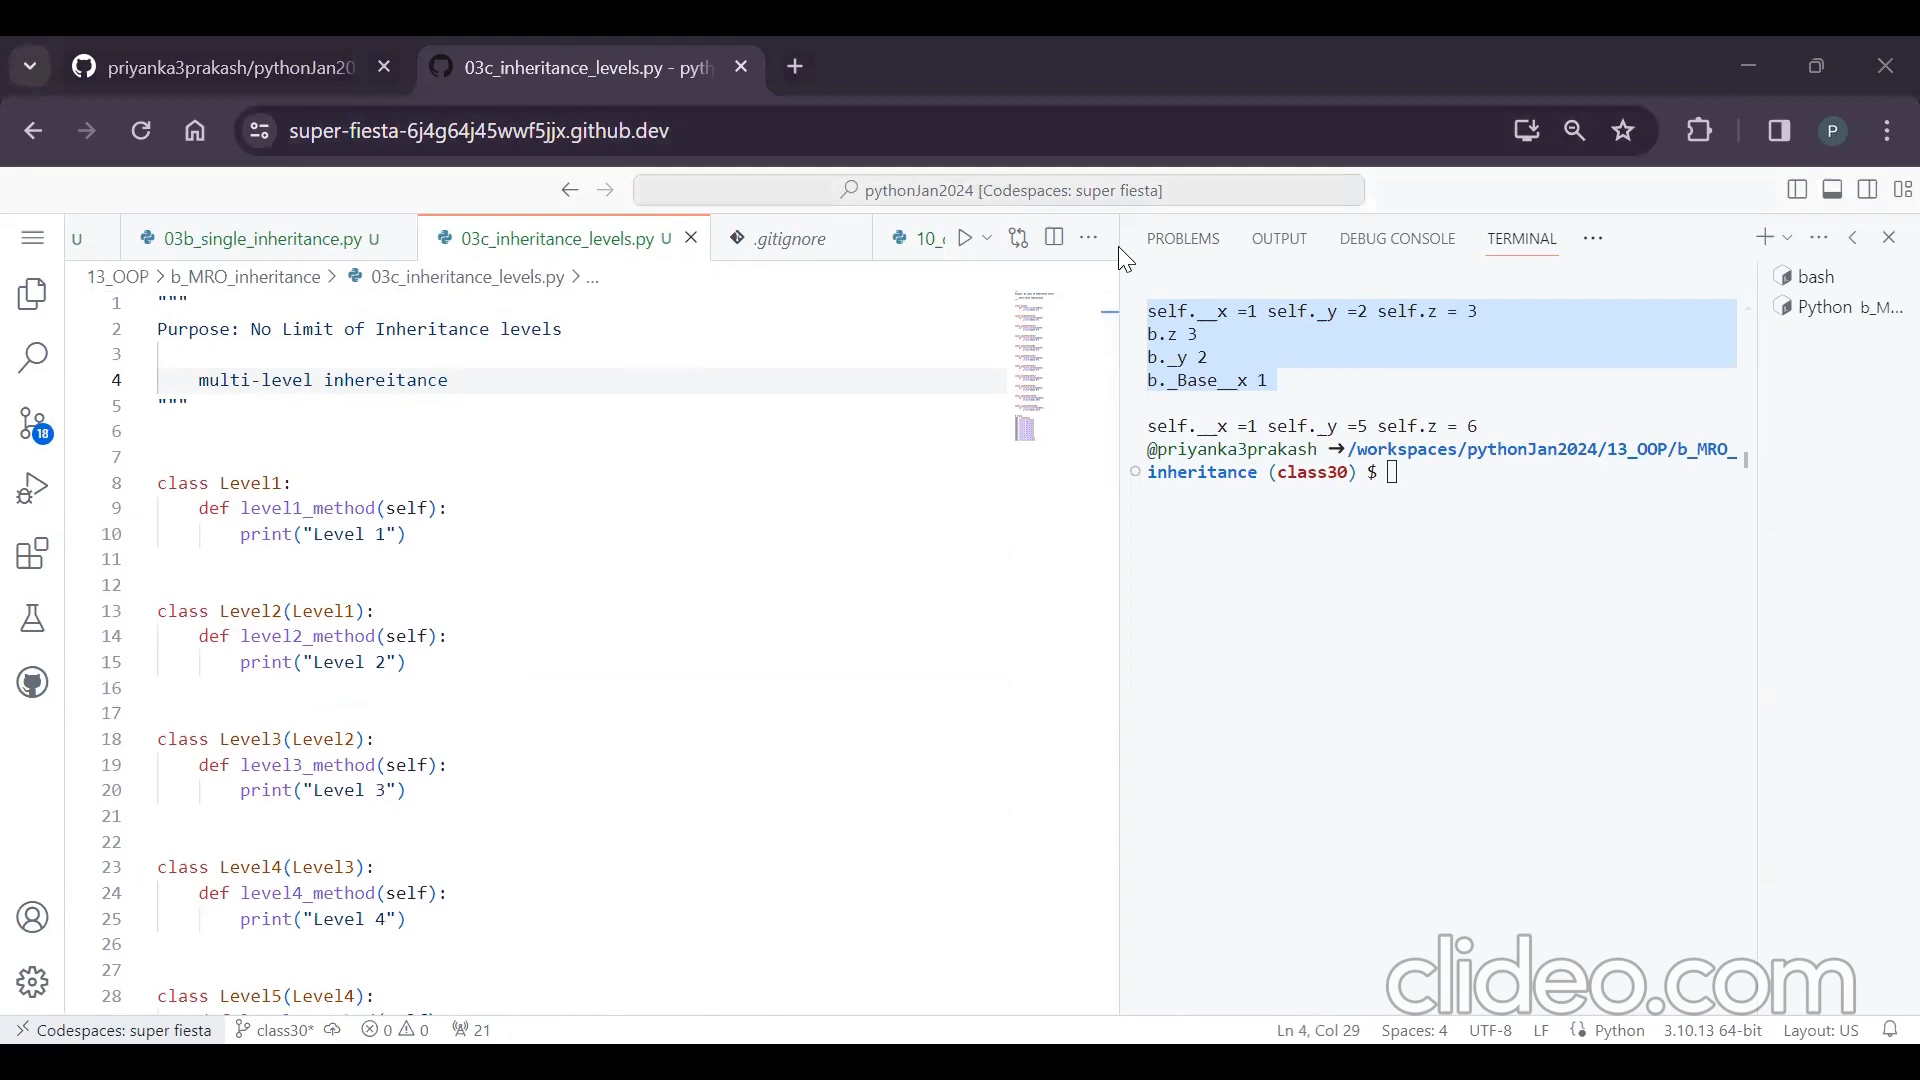 priyanka3prakash/pythonJan20
03c_inheritance_levels.py - pyth
super-fiesta-6j4g64j45wwf5jjx.github.dev
P
pythonJan2024 [Codespaces: super fiesta]
U
03b_single_inheritance.py U
03c_inheritance_levels.py U
.gitignore
10_
PROBLEMS
OUTPUT
DEBUG CONSOLE
TERMINAL
13_OOP > b_MRO_inheritance > 03c_inheritance_levels.py > ...
1 """
2 Purpose: No Limit of Inheritance levels
3
4 multi-level inhereitance
5 """
6
7
8 class Level1:
9 def level1_method(self):
10 print("Level 1")
11
12
13 class Level2(Level1):
14 def level2_method(self):
15 print("Level 2")
16
17
18 class Level3(Level2):
19 def level3_method(self):
20 print("Level 3")
21
22
23 class Level4(Level3):
24 def level4_method(self):
25 print("Level 4")
26
27
28 class Level5(Level4):
self.__x =1 self._y =2 self.z = 3
b.z 3
b._y 2
b._Base__x 1
self.__x =1 self._y =5 self.z = 6
@priyanka3prakash ➜/workspaces/pythonJan2024/13_OOP/b_MRO_
inheritance (class30) $
bash
Python b_M...
18
clideo.com
Codespaces: super fiesta
class30*
0
0
21
Ln 4, Col 29
Spaces: 4
UTF-8
LF
Python
3.10.13 64-bit
Layout: US